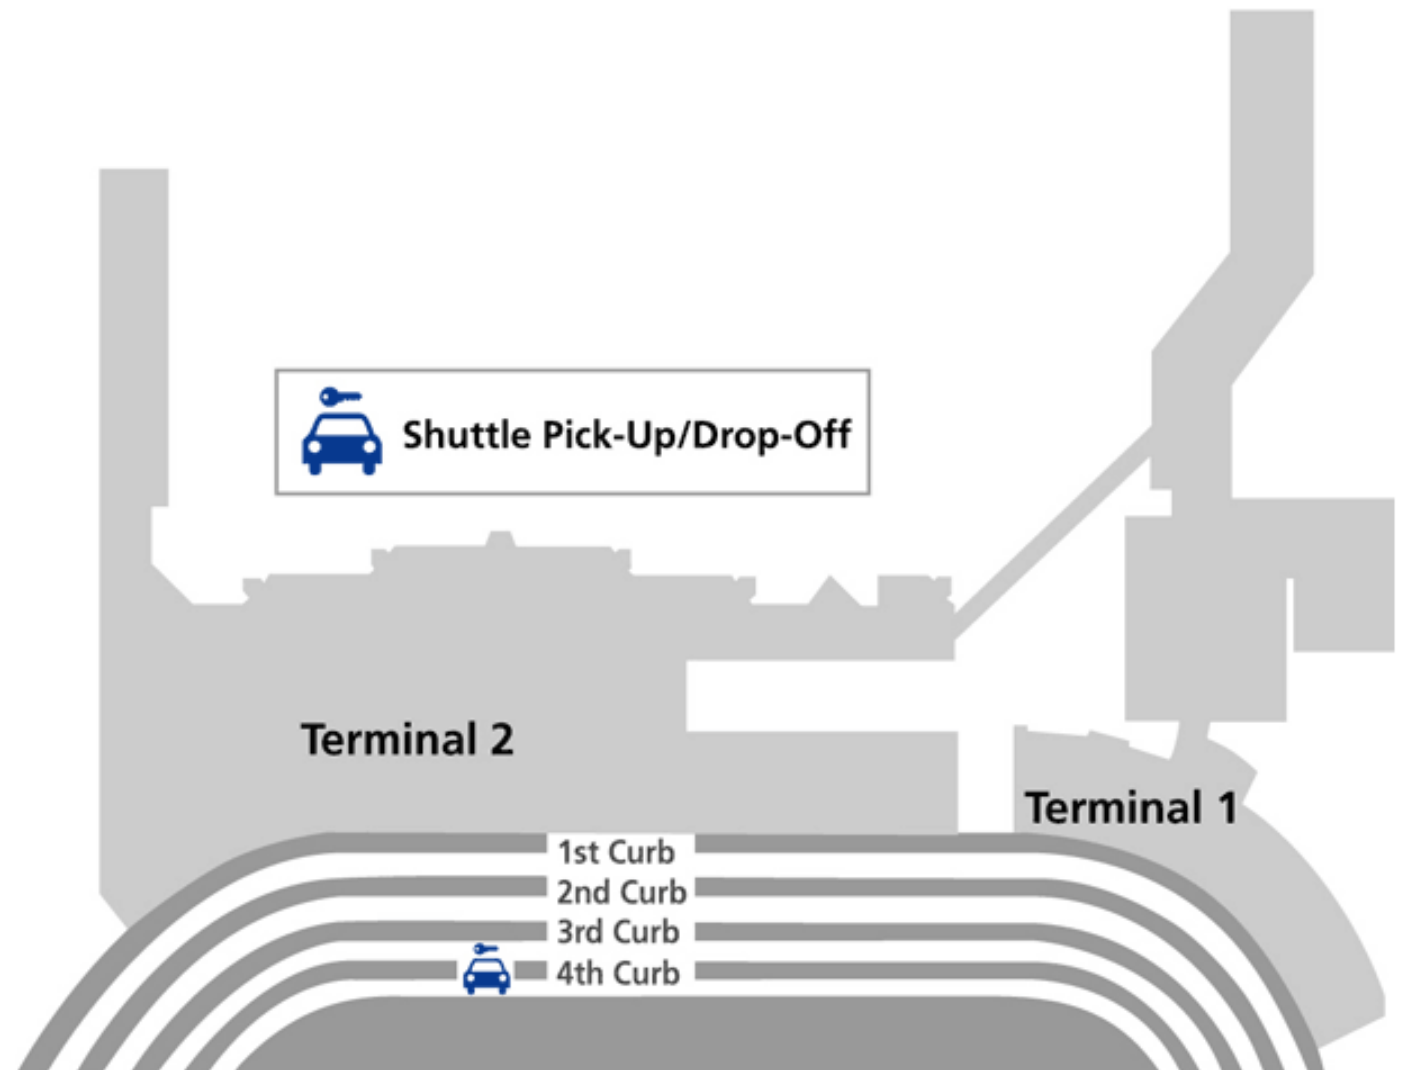 Shuttle Pick-Up/Drop-Off
Terminal 2
Terminal 1
1st Curb
2nd Curb
3rd Curb
4th Curb